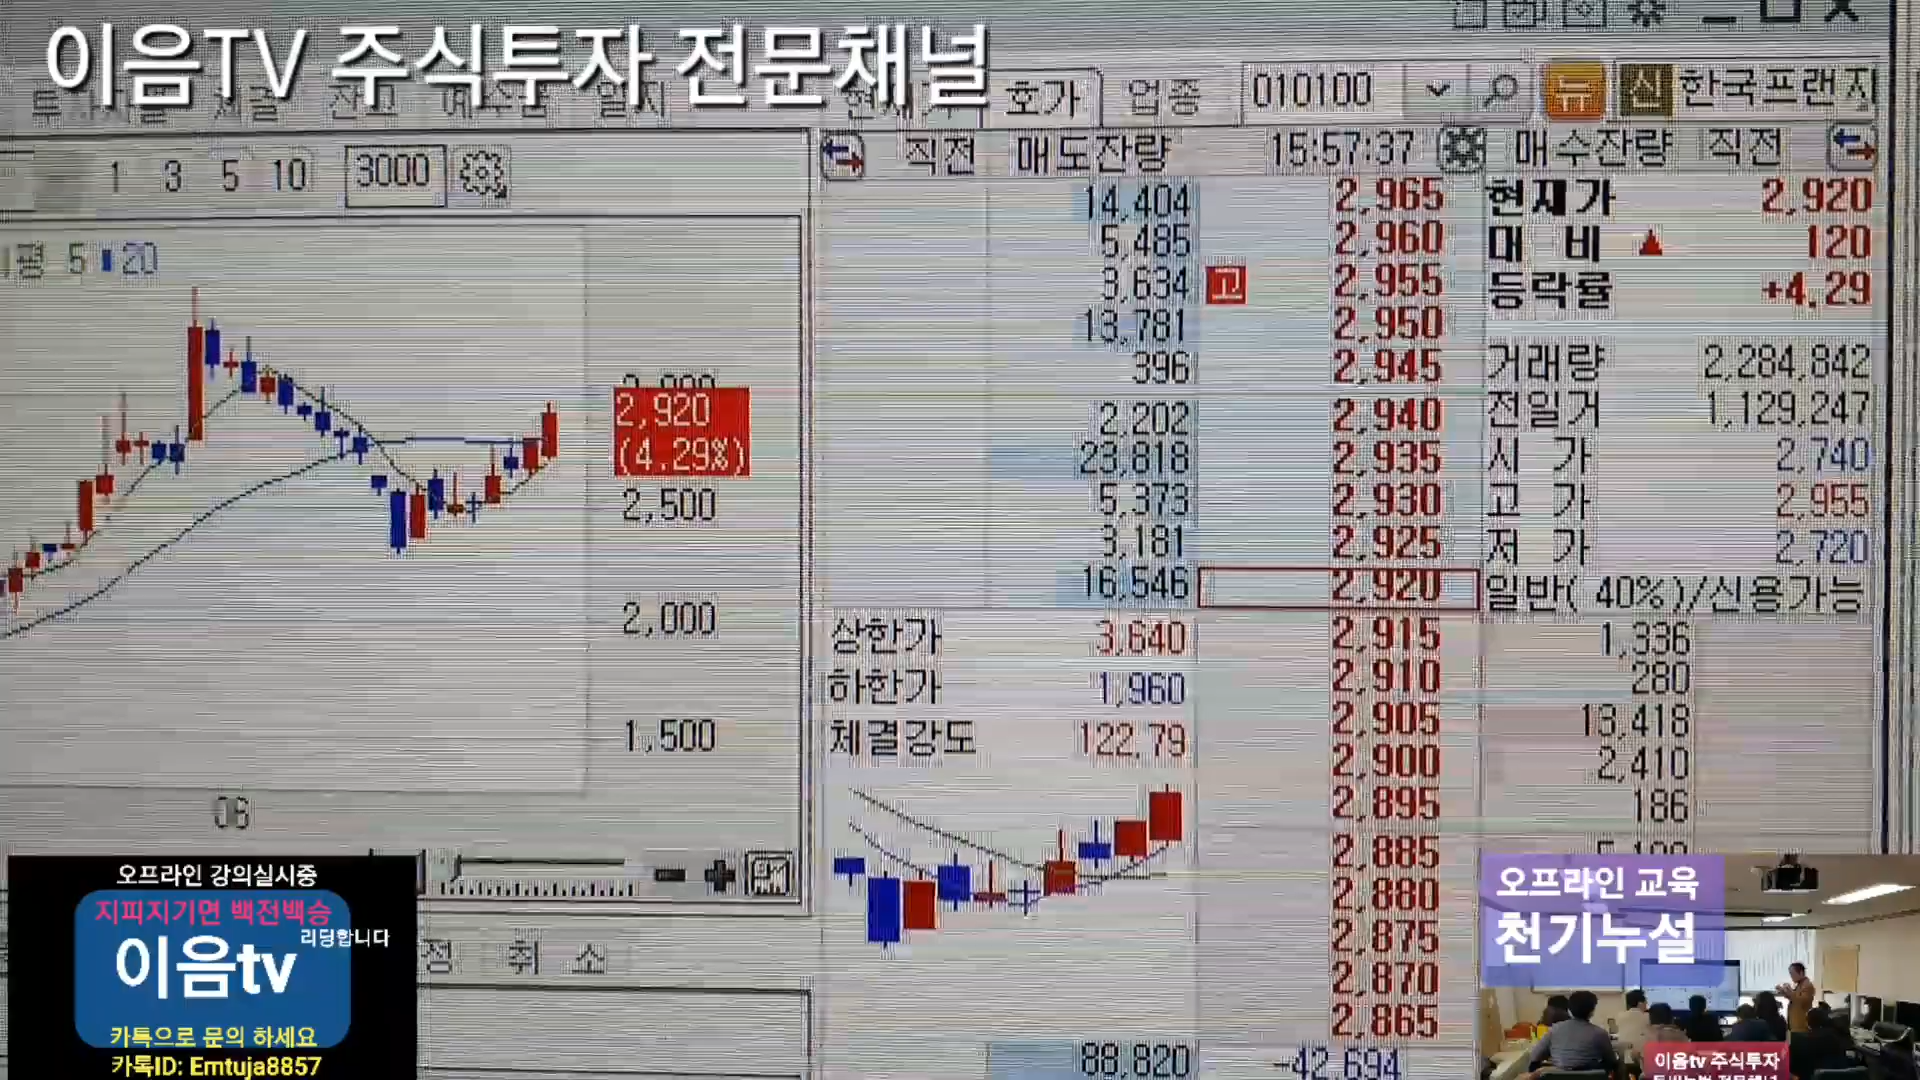 이음TV 주식투자 전문채널
호가 업종 010100 뉴 신 한국프랜지
1 3 5 10 3000
직전 매도잔량 15:57:37 매수잔량 직전
14,404 2,965 현재가 2,920
5,485 2,960 대 비 ▲ 120
3,634 고 2,955 등락률 +4.29
13,781 2,950
396 2,945 거래량 2,284,842
2,202 2,940 전일거 1,129,247
23,818 2,935 시 가 2,740
5,373 2,930 고 가 2,955
3,181 2,925 저 가 2,720
16,546 2,920 일반( 40%)/신용가능
상한가 3,640 2,915 1,336
하한가 1,960 2,910 280
2,905 13,418
체결강도 122.79 2,900 2,410
2,895 186
2,885
2,880
2,875
2,870
2,865
88,820 -42,694
평 5 20
2,920
(4.29%)
2,500
2,000
1,500
06
정 취 소
오프라인 강의실시중
지피지기면 백전백승
리딩합니다
이음tv
카톡으로 문의 하세요
카톡ID: Emtuja8857
오프라인 교육
천기누설
이음tv 주식투자